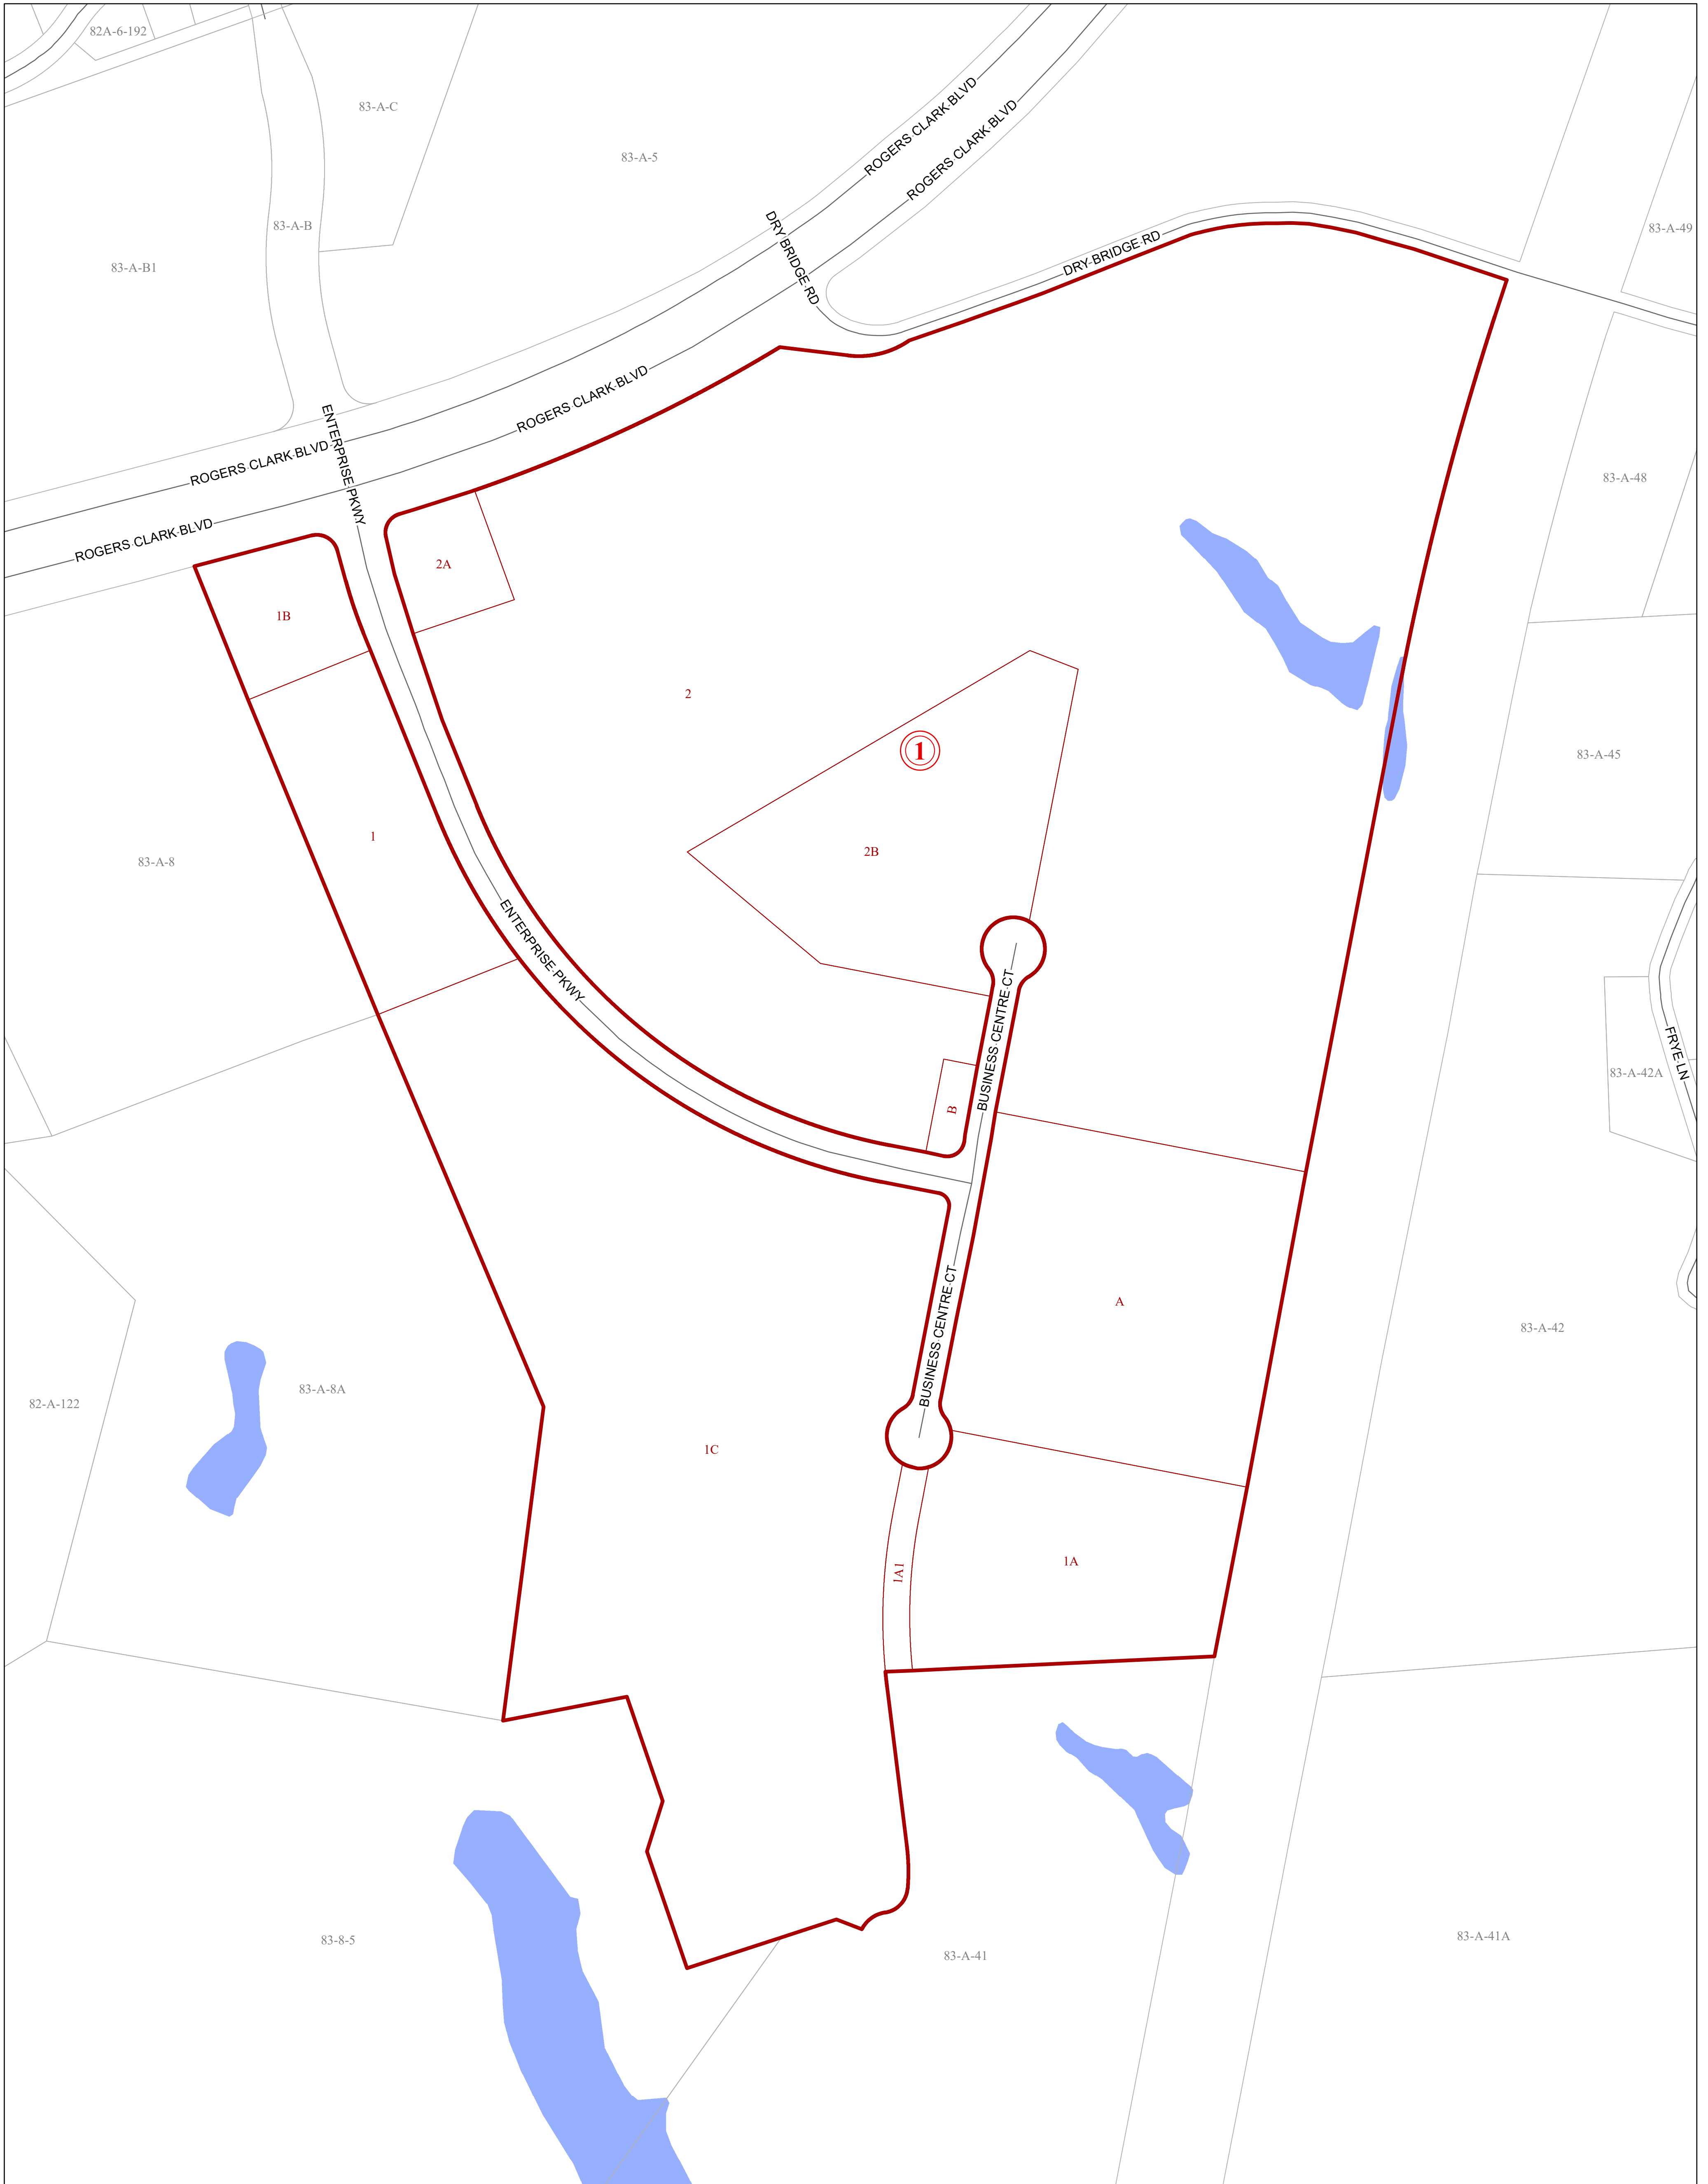 82A-6-192
83-A-C
83-A-5
ROGERS CLARK BLVD
ROGERS CLARK BLVD
83-A-B
83-A-B1
DRY BRIDGE RD
DRY BRIDGE RD
83-A-49
ROGERS CLARK BLVD
ENTERPRISE PKWY
ROGERS CLARK BLVD
83-A-48
ROGERS CLARK BLVD
2A
1B
2
1
83-A-45
1
83-A-8
2B
ENTERPRISE PKWY
BUSINESS CENTRE CT
FRYE LN
83-A-42A
B
A
83-A-42
BUSINESS CENTRE CT
83-A-8A
82-A-122
1C
1A
1A1
83-8-5
83-A-41
83-A-41A